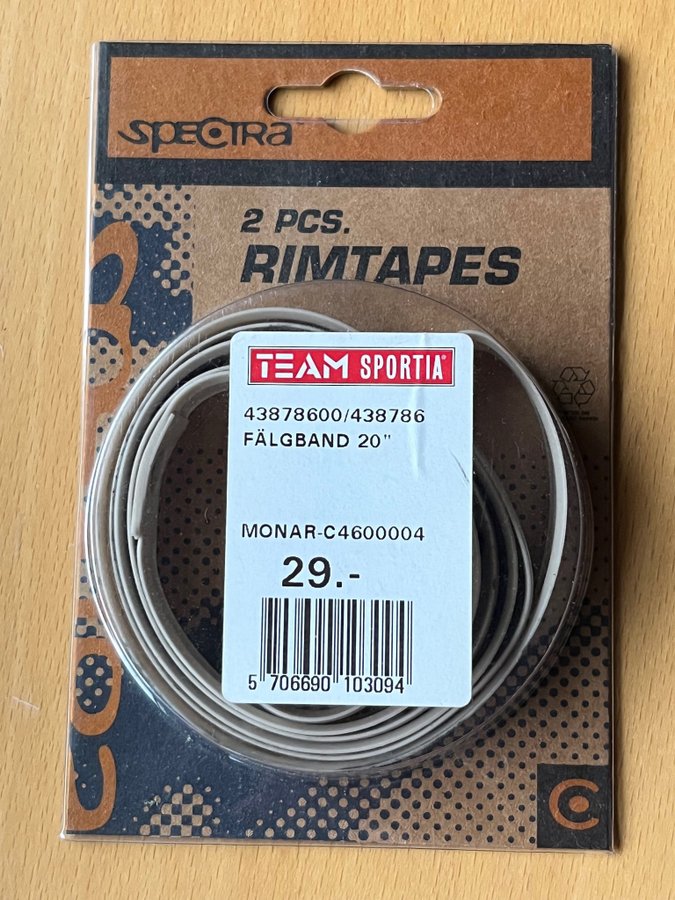 SPECTRA
2 PCS.
RIMTAPES
TEAM SPORTIA
43878600/438786
FÄLGBAND 20"
MONAR-C4600004
29.-
5 706690 103094